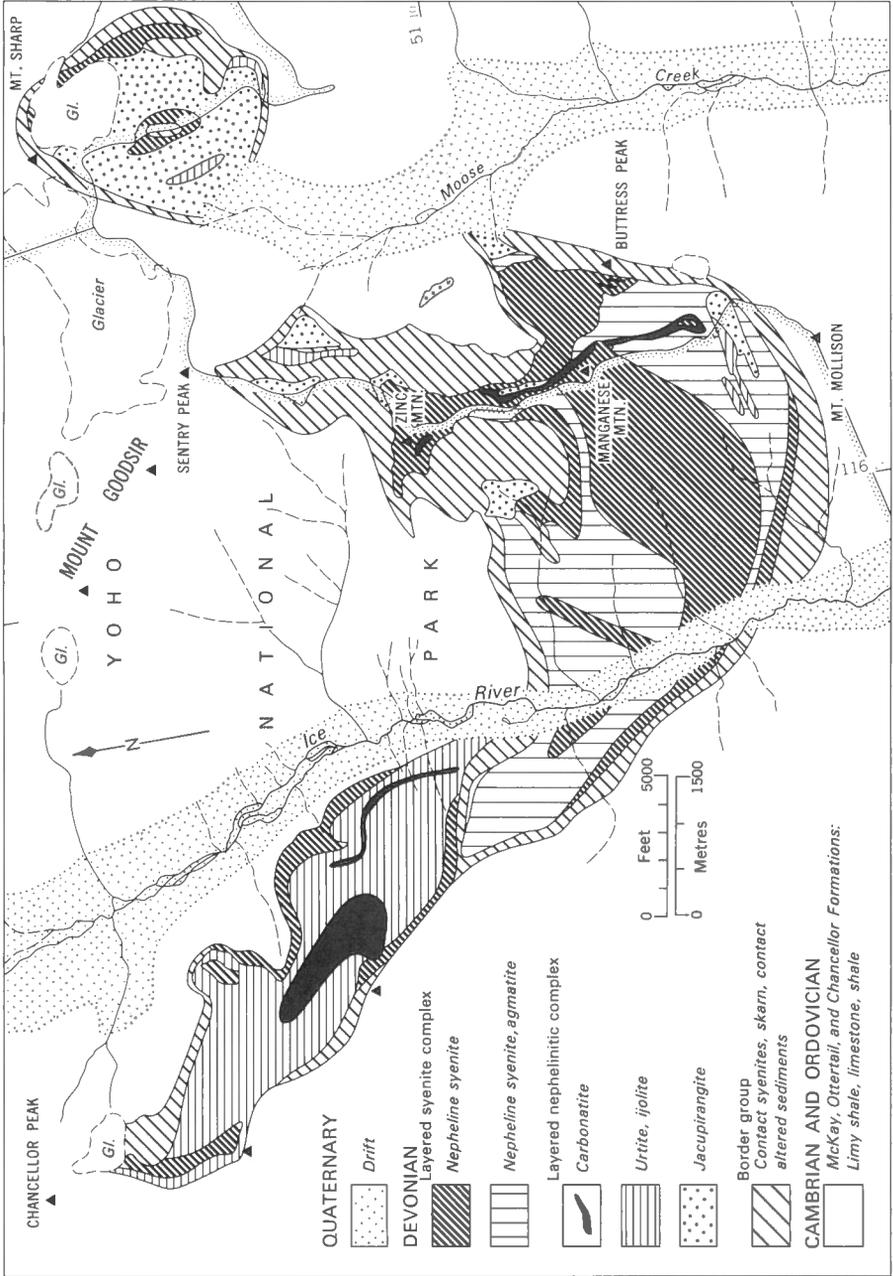 MT. SHARP
Gl.
51
Creek
Moose
BUTTRESS PEAK
Glacier
SENTRY PEAK
ZINC
MTN.
MANGANESE
MTN.
MT. MOLLISON
116
Gl.
MOUNT GOODSIR
Gl.
YOHO
NATIONAL
PARK
N
Ice River
CHANCELLOR PEAK
Gl.
0 Feet 5000
0 Metres 1500
QUATERNARY
Drift
DEVONIAN
Layered syenite complex
Nepheline syenite
Nepheline syenite, agmatite
Layered nephelinitic complex
Carbonatite
Urtite, ijolite
Jacupirangite
Border group
Contact syenites, skarn, contact
altered sediments
CAMBRIAN AND ORDOVICIAN
McKay, Ottertail, and Chancellor Formations:
Limy shale, limestone, shale